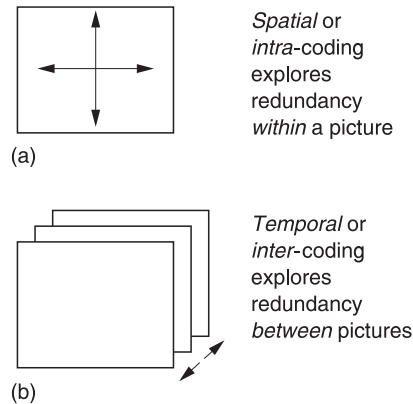 Spatial or
intra-coding
explores
redundancy
within a picture
(a)
Temporal or
inter-coding
explores
redundancy
between pictures
(b)